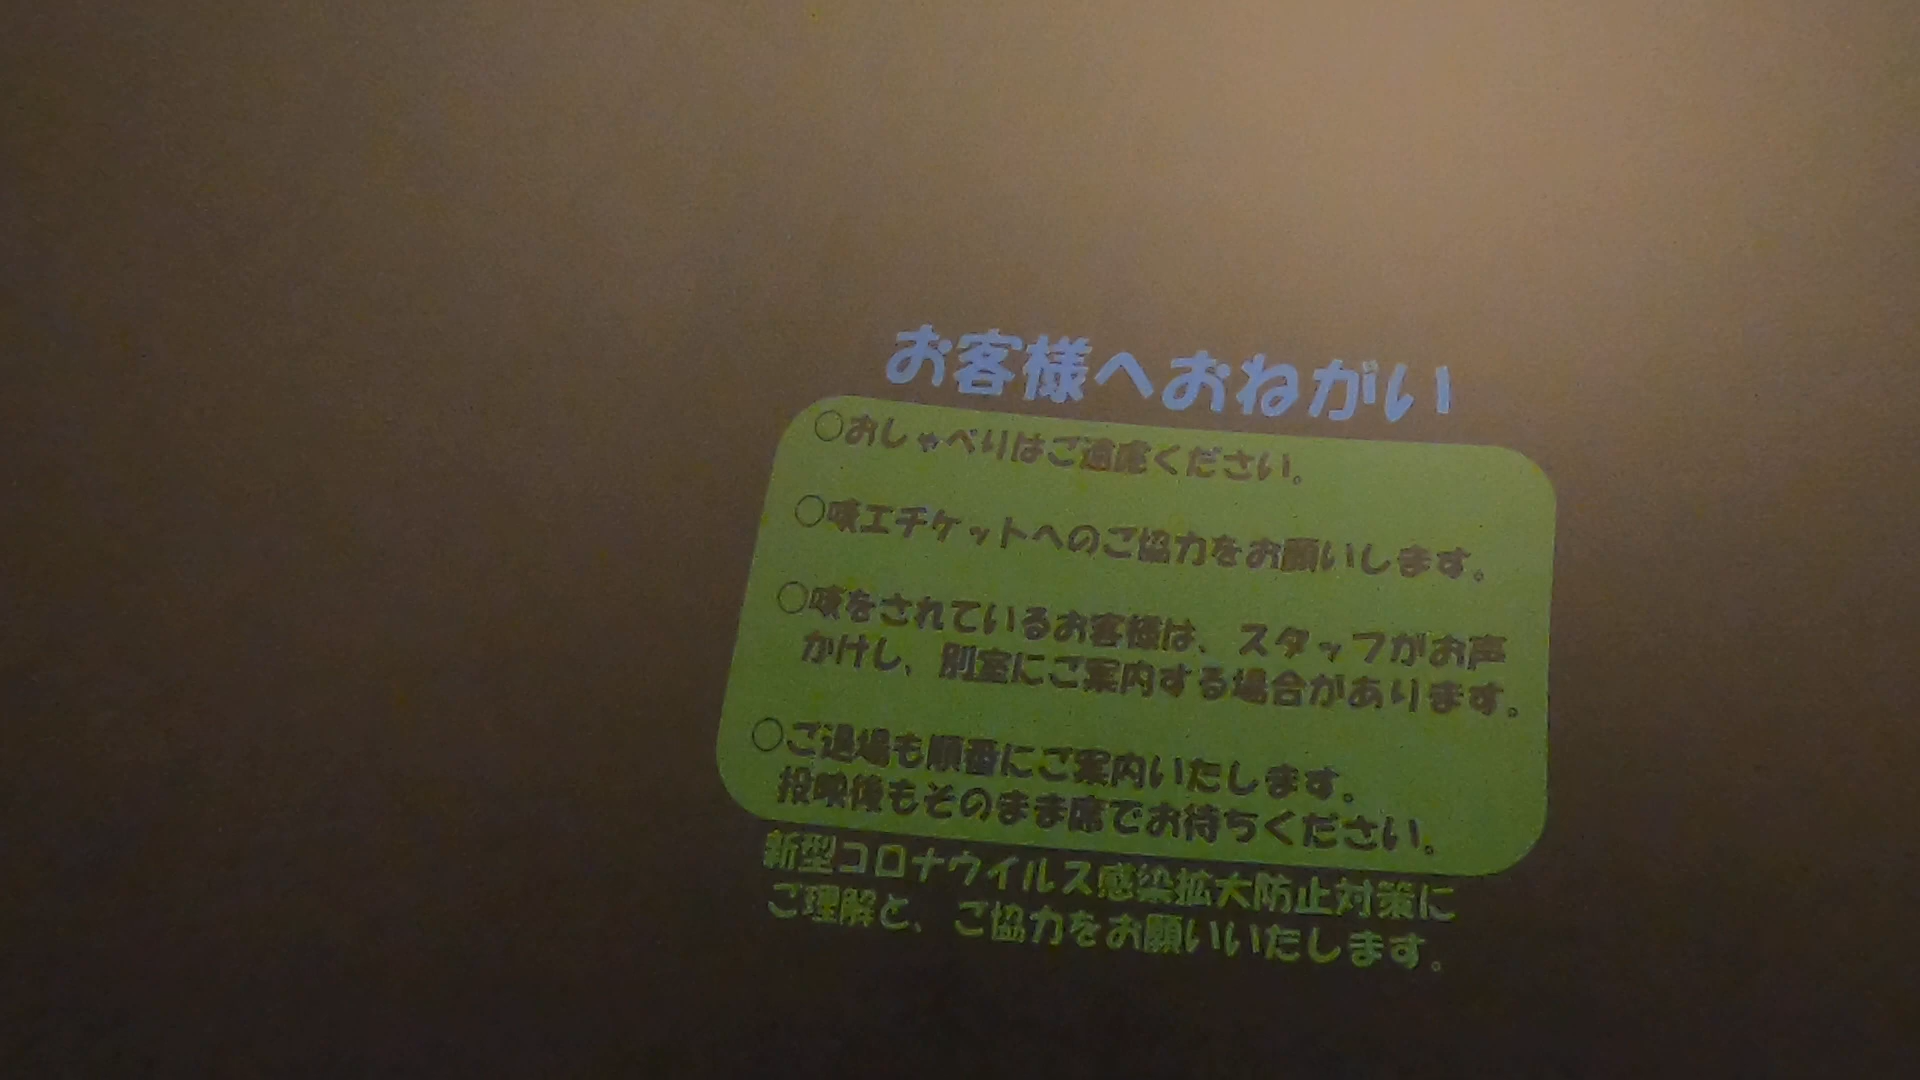 お客様へおねがい
○おしゃべりはご遠慮ください。
○咳エチケットへのご協力をお願いします。
○咳をされているお客様は、スタッフがお声
かけし、別室にご案内する場合があります。
○ご退場も順番にご案内いたします。
投映後もそのまま席でお待ちください。
新型コロナウイルス感染拡大防止対策に
ご理解と、ご協力をお願いいたします。